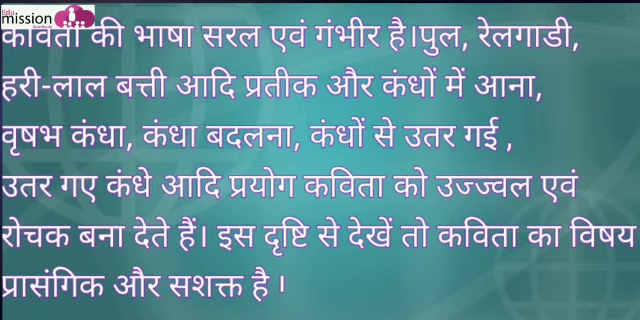 Edu
mission
कविता की भाषा सरल एवं गंभीर है।पुल, रेलगाडी,
हरी-लाल बत्ती आदि प्रतीक और कंधों में आना,
वृषभ कंधा, कंधा बदलना, कंधों से उतर गई ,
उतर गए कंधे आदि प्रयोग कविता को उज्ज्वल एवं
रोचक बना देते हैं। इस दृष्टि से देखें तो कविता का विषय
प्रासंगिक और सशक्त है ।